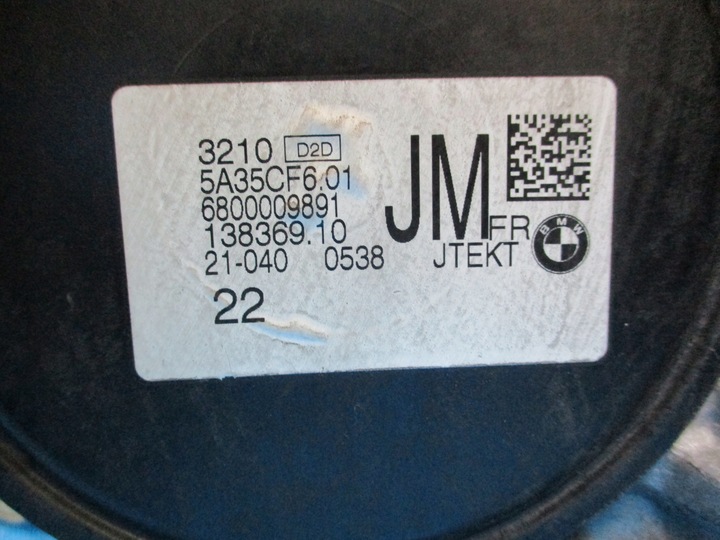 3210 D2D
5A35CF6.01
6800009891
138369.10
21-040 0538
22
JM
FR
JTEKT
BMW